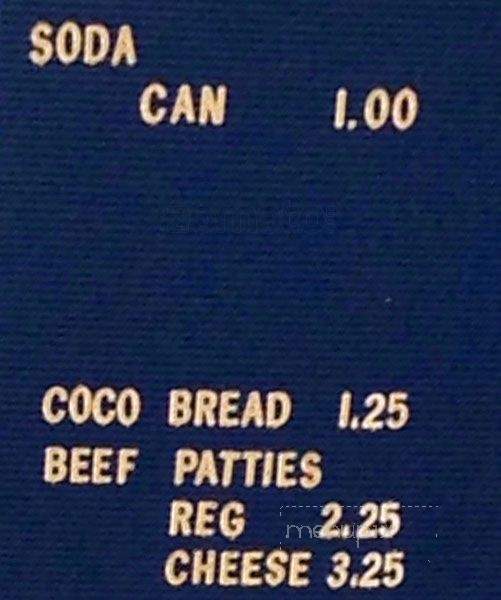 SODA
CAN 1.00
COCO BREAD 1.25
BEEF PATTIES
REG 2.25
CHEESE 3.25